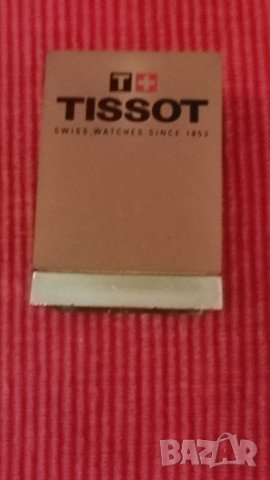 T+
TISSOT
SWISS WATCHES SINCE 1853
BAZAR